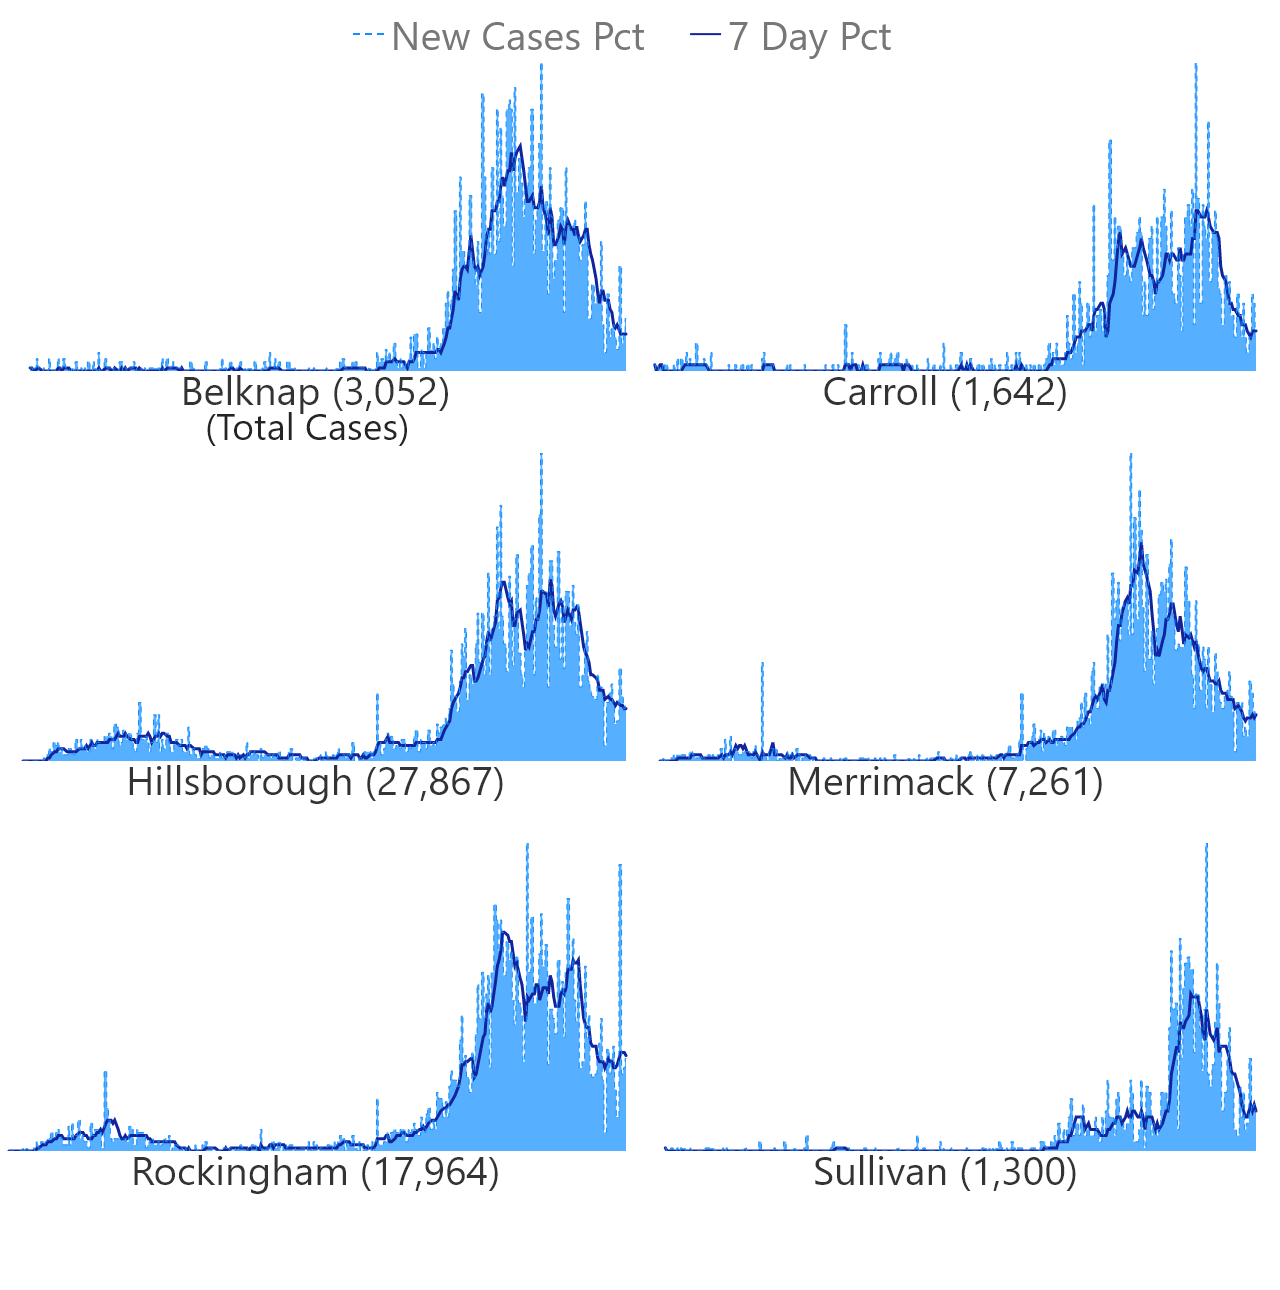 New Cases Pct 7 Day Pct
Belknap (3,052) Carroll (1,642)
(Total Cases)
Hillsborough (27,867) Merrimack (7,261)
Rockingham (17,964) Sullivan (1,300)